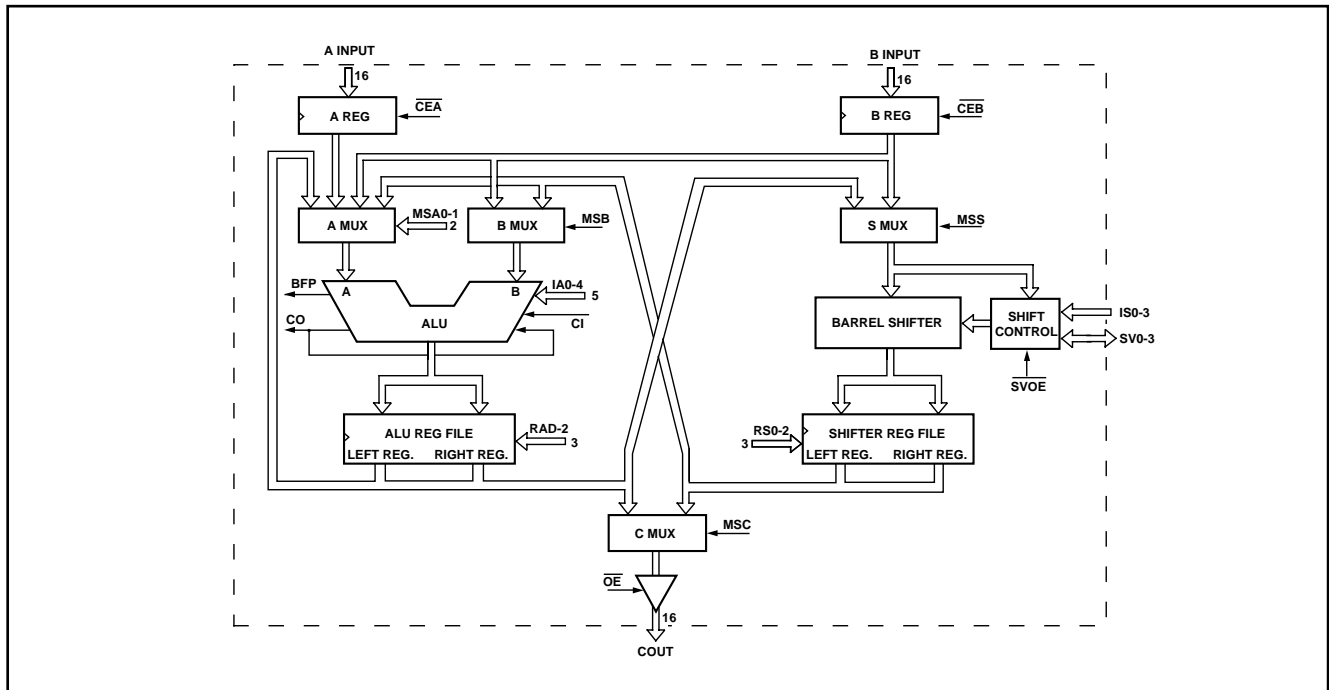 A INPUT
B INPUT
16
16
A REG
CEA
B REG
CEB
A MUX
MSA0-1
2
B MUX
MSB
S MUX
MSS
BFP
A
B
IA0-4
5
CO
ALU
CI
BARREL SHIFTER
SHIFT
CONTROL
IS0-3
SV0-3
SVOE
ALU REG FILE
LEFT REG. RIGHT REG.
RAD-2
3
RS0-2
3
SHIFTER REG FILE
LEFT REG. RIGHT REG.
C MUX
MSC
OE
16
COUT